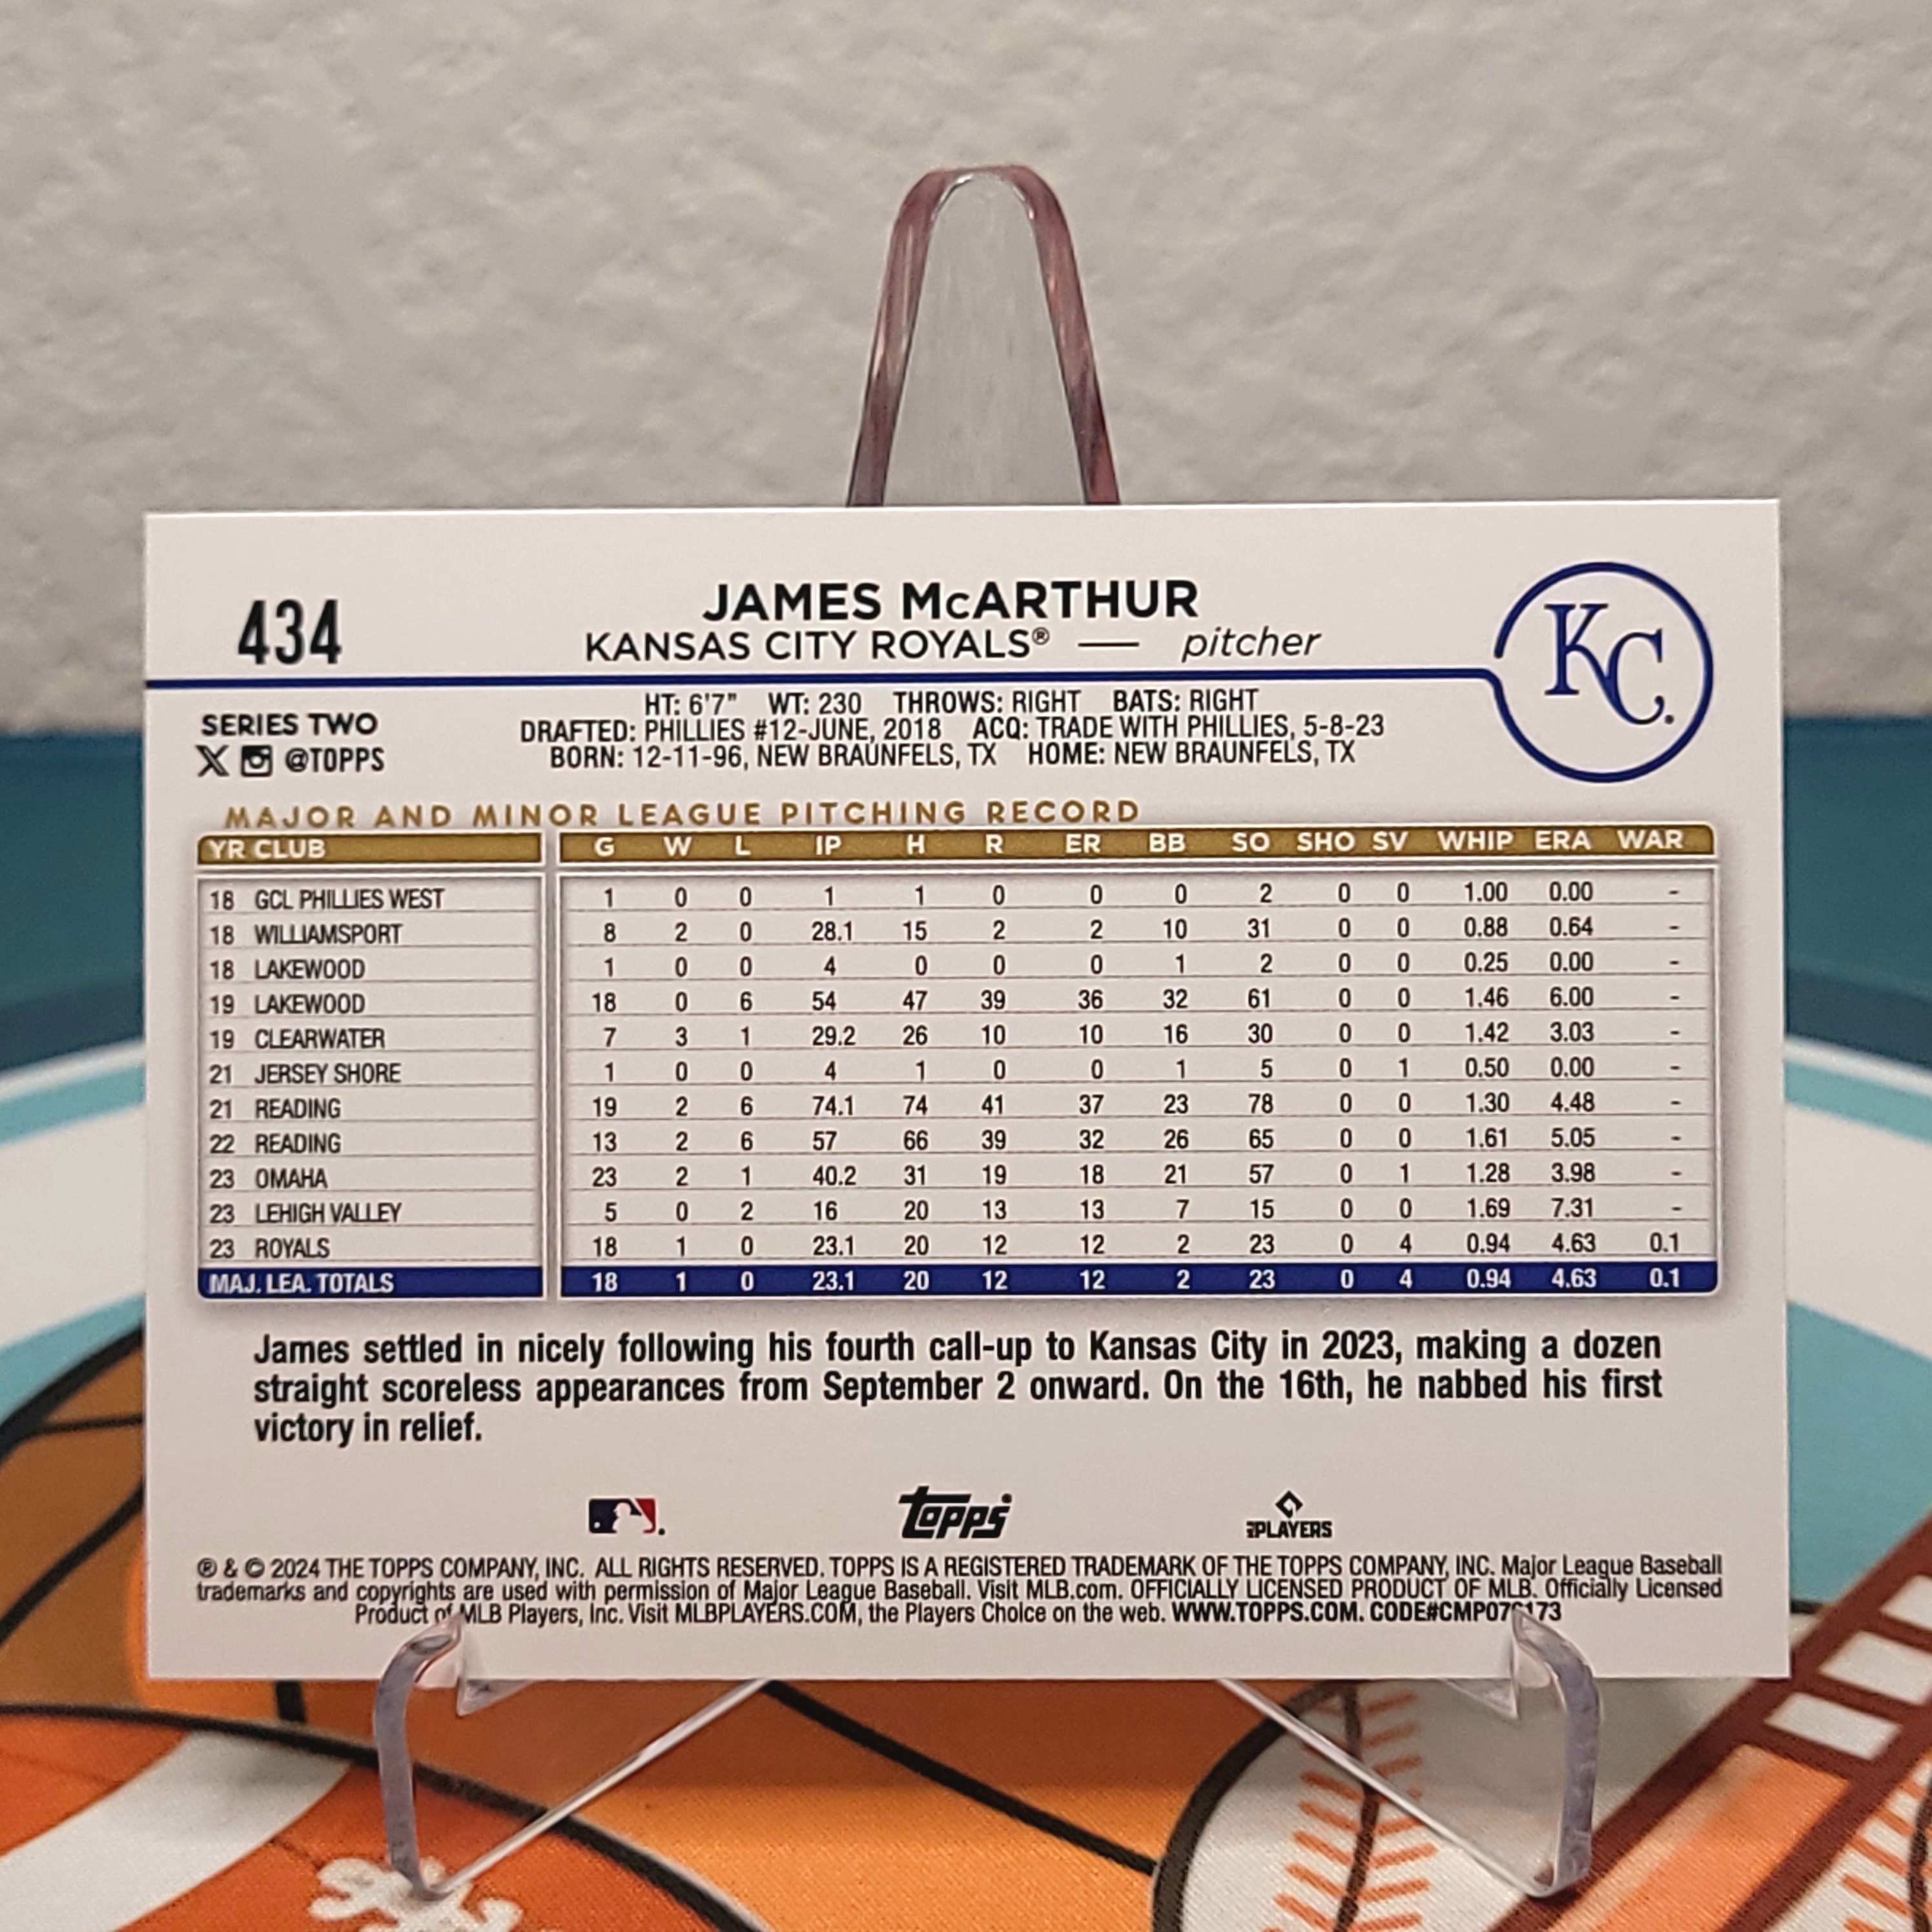 434
JAMES McARTHUR
KANSAS CITY ROYALS® — pitcher
KC
SERIES TWO
X @TOPPS
HT: 6'7" WT: 230 THROWS: RIGHT BATS: RIGHT
DRAFTED: PHILLIES #12-JUNE, 2018 ACQ: TRADE WITH PHILLIES, 5-8-23
BORN: 12-11-96, NEW BRAUNFELS, TX HOME: NEW BRAUNFELS, TX
MAJOR AND MINOR LEAGUE PITCHING RECORD
YR CLUB G W L IP H R ER BB SO SHO SV WHIP ERA WAR
18 GCL PHILLIES WEST 1 0 0 1 1 0 0 0 2 0 0 1.00 0.00 -
18 WILLIAMSPORT 8 2 0 28.1 15 2 2 10 31 0 0 0.88 0.64 -
18 LAKEWOOD 1 0 0 4 0 0 0 1 2 0 0 0.25 0.00 -
19 LAKEWOOD 18 0 6 54 47 39 36 32 61 0 0 1.46 6.00 -
19 CLEARWATER 7 3 1 29.2 26 10 10 16 30 0 0 1.42 3.03 -
21 JERSEY SHORE 1 0 0 4 1 0 0 1 5 0 1 0.50 0.00 -
21 READING 19 2 6 74.1 74 41 37 23 78 0 0 1.30 4.48 -
22 READING 13 2 6 57 66 39 32 26 65 0 0 1.61 5.05 -
23 OMAHA 23 2 1 40.2 31 19 18 21 57 0 1 1.28 3.98 -
23 LEHIGH VALLEY 5 0 2 16 20 13 13 7 15 0 0 1.69 7.31 -
23 ROYALS 18 1 0 23.1 20 12 12 2 23 0 4 0.94 4.63 0.1
MAJ. LEA. TOTALS 18 1 0 23.1 20 12 12 2 23 0 4 0.94 4.63 0.1
James settled in nicely following his fourth call-up to Kansas City in 2023, making a dozen
straight scoreless appearances from September 2 onward. On the 16th, he nabbed his first
victory in relief.
topps PLAYERS
® & © 2024 THE TOPPS COMPANY, INC. ALL RIGHTS RESERVED. TOPPS IS A REGISTERED TRADEMARK OF THE TOPPS COMPANY, INC. Major League Baseball
trademarks and copyrights are used with permission of Major League Baseball. Visit MLB.com. OFFICIALLY LICENSED PRODUCT OF MLB. Officially Licensed
Product of MLB Players, Inc. Visit MLBPLAYERS.COM, the Players Choice on the web. WWW.TOPPS.COM.